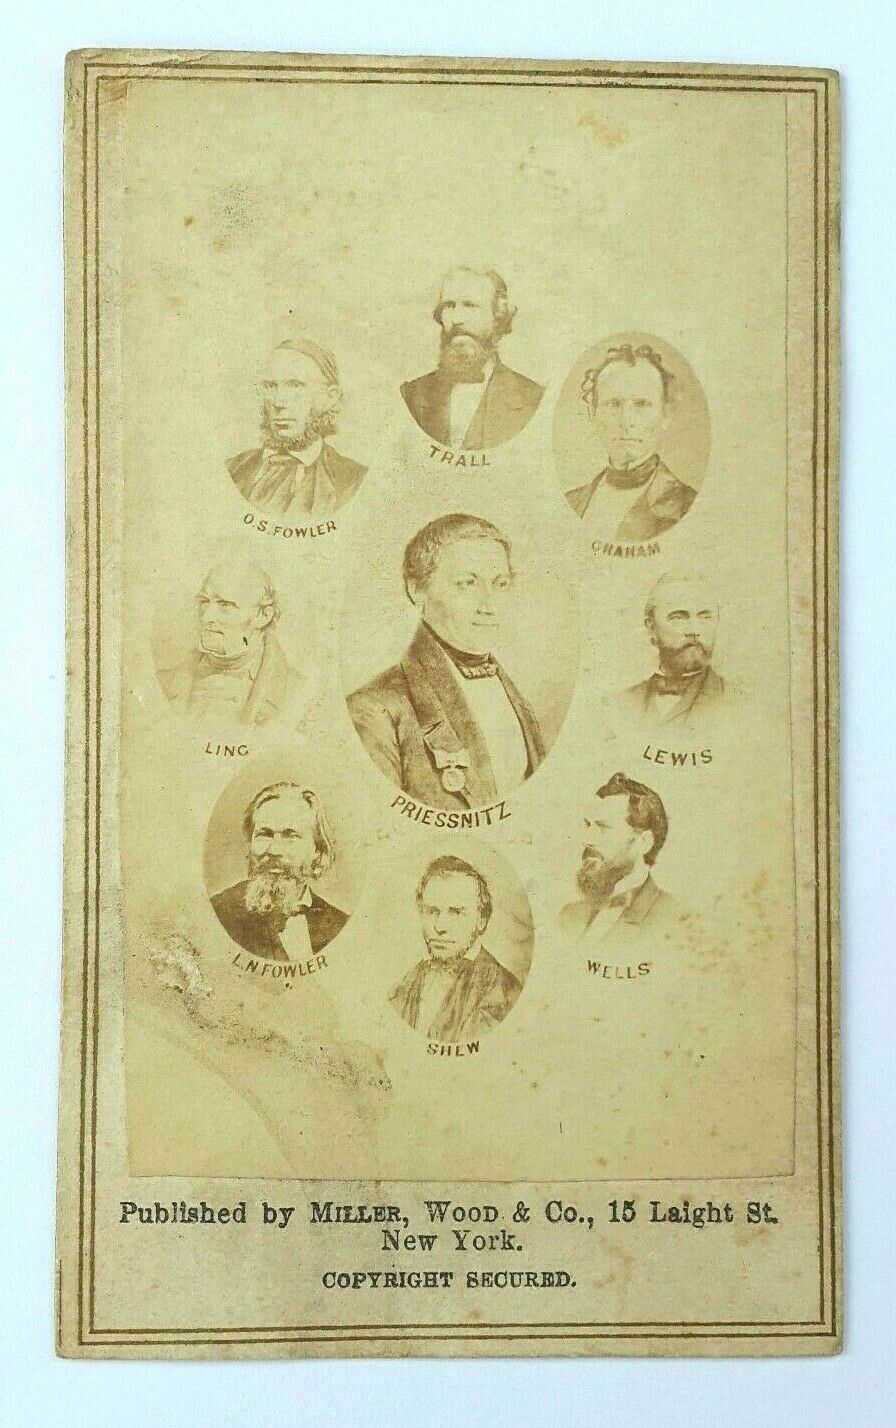 TRALL
O.S. FOWLER
GRAHAM
LING
PRIESSNITZ
LEWIS
L.N. FOWLER
SHEW
WELLS
Published by MILLER, WOOD & Co., 15 Laight St.
New York.
COPYRIGHT SECURED.